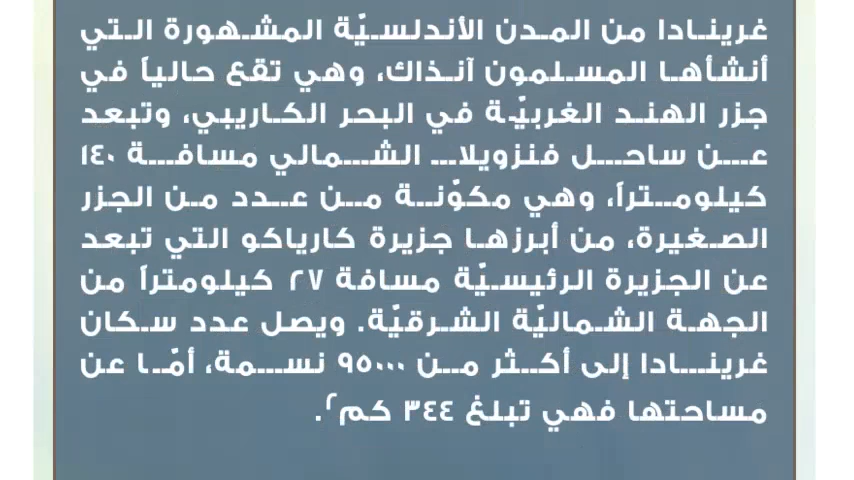 غرينادا من المدن الأندلسيّة المشهورة التي
أنشأها المسلمون آنذاك، وهي تقع حالياً في
جزر الهند الغربيّة في البحر الكاريبي، وتبعد
عن ساحل فنزويلا الشمالي مسافة ١٤٠
كيلومتراً، وهي مكوّنة من عدد من الجزر
الصغيرة، من أبرزها جزيرة كارياكو التي تبعد
عن الجزيرة الرئيسيّة مسافة ٢٧ كيلومتراً من
الجهة الشماليّة الشرقيّة. ويصل عدد سكان
غرينادا إلى أكثر من ٩٥٠٠٠ نسمة، أمّا عن
مساحتها فهي تبلغ ٣٤٤ كم٢.